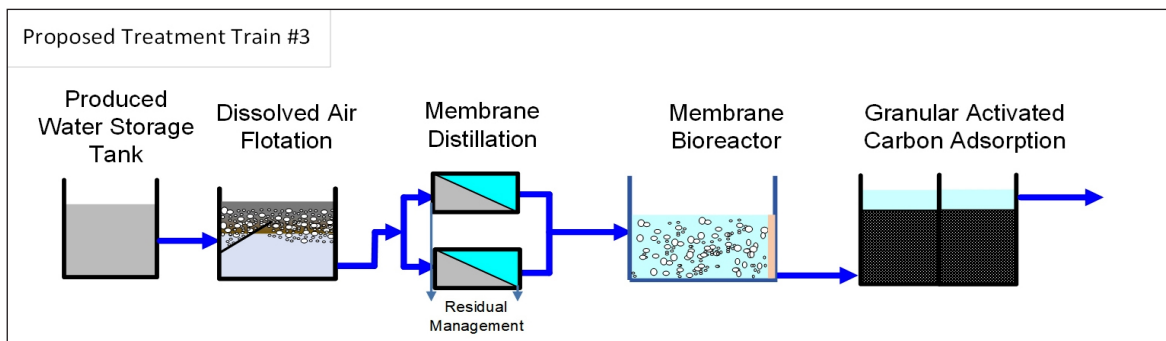 Proposed Treatment Train #3
Produced
Water Storage
Tank
Dissolved Air
Flotation
Membrane
Distillation
Membrane
Bioreactor
Granular Activated
Carbon Adsorption
Residual
Management